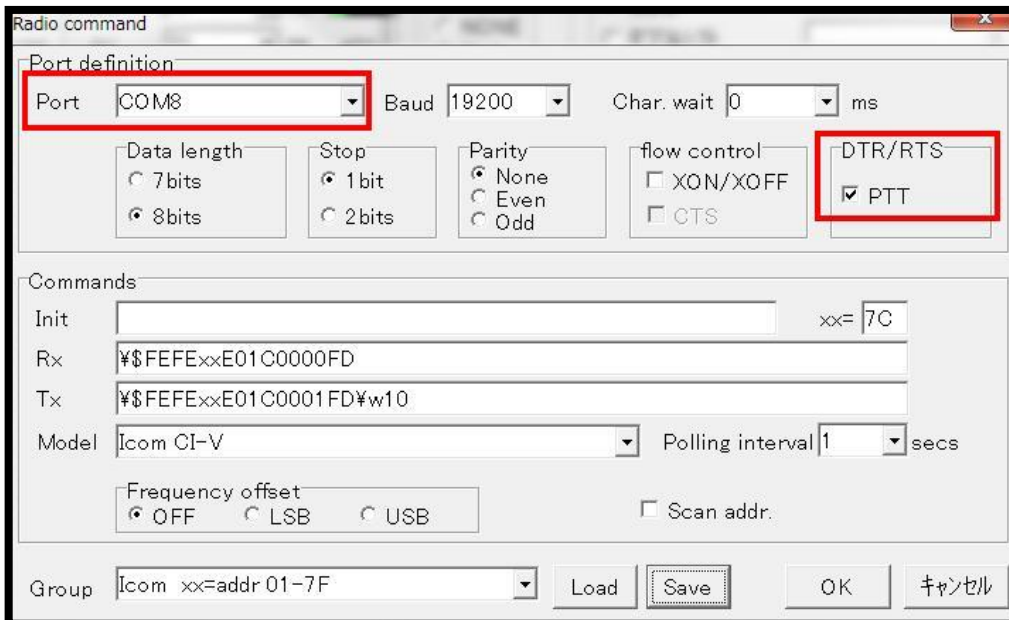 Radio command
Port definition
Port COM8 Baud 19200 Char. wait 0 ms
Data length Stop Parity flow control DTR/RTS
7bits 1bit None XON/XOFF PTT
8bits 2bits Even CTS
Odd
Commands
Init xx= 7C
Rx ¥$FEFExxE01C0000FD
Tx ¥$FEFExxE01C0001FD¥w10
Model Icom CI-V Polling interval 1 secs
Frequency offset
OFF LSB USB Scan addr.
Group Icom xx=addr 01-7F Load Save OK キャンセル